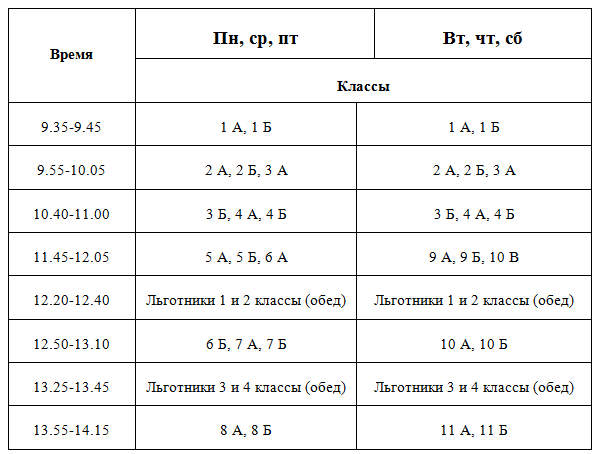 Время Пн, ср, пт Вт, чт, сб
Классы
9.35-9.45 1 А, 1 Б 1 А, 1 Б
9.55-10.05 2 А, 2 Б, 3 А 2 А, 2 Б, 3 А
10.40-11.00 3 Б, 4 А, 4 Б 3 Б, 4 А, 4 Б
11.45-12.05 5 А, 5 Б, 6 А 9 А, 9 Б, 10 В
12.20-12.40 Льготники 1 и 2 классы (обед) Льготники 1 и 2 классы (обед)
12.50-13.10 6 Б, 7 А, 7 Б 10 А, 10 Б
13.25-13.45 Льготники 3 и 4 классы (обед) Льготники 3 и 4 классы (обед)
13.55-14.15 8 А, 8 Б 11 А, 11 Б